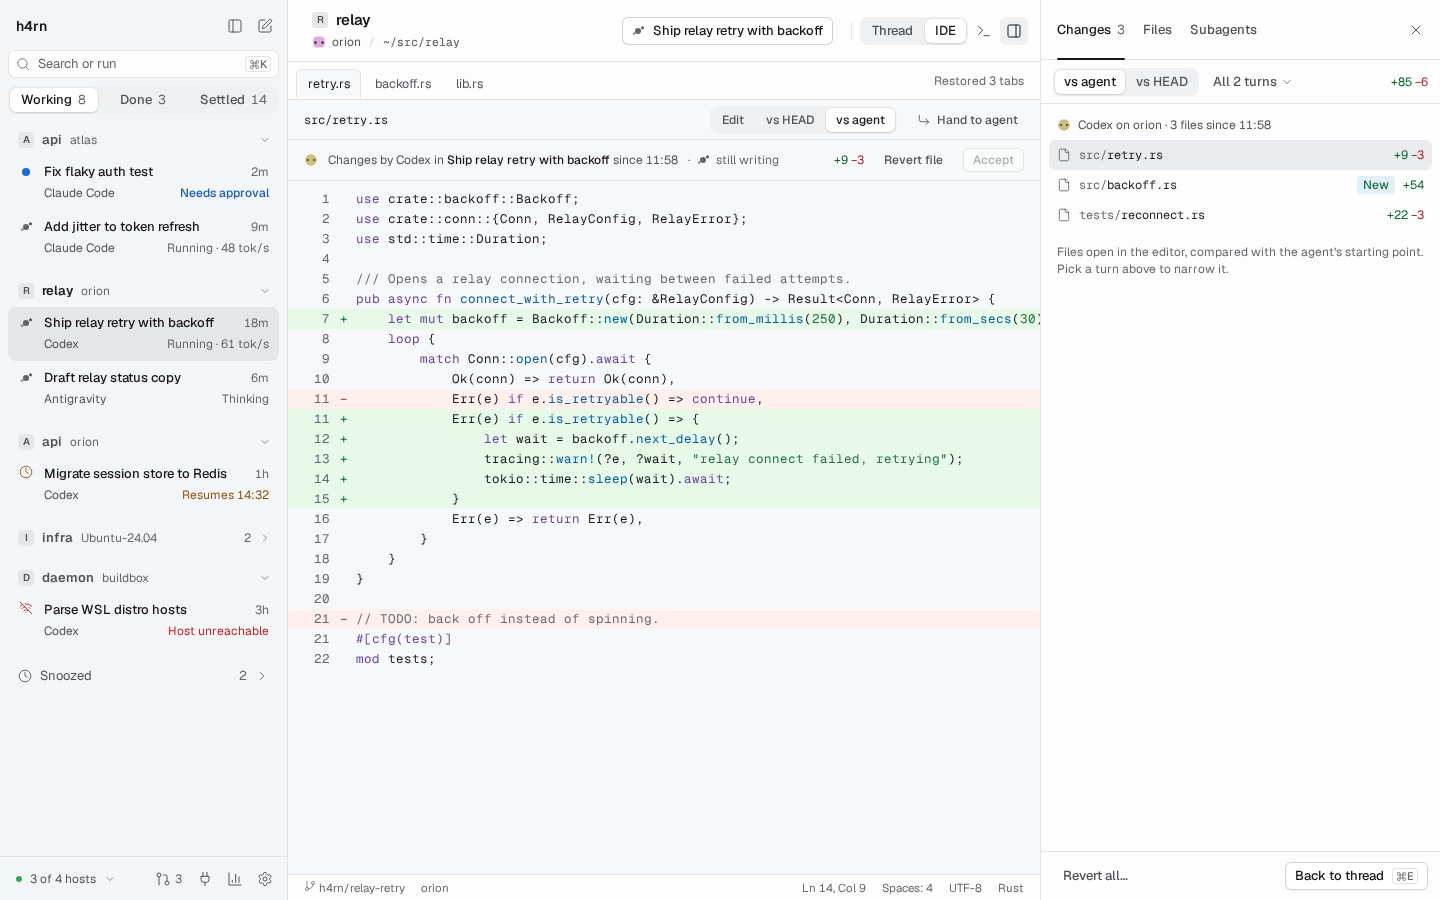 h4rn
Search or run ⌘K
Working 8 Done 3 Settled 14
A api atlas
Fix flaky auth test 2m
Claude Code Needs approval
Add jitter to token refresh 9m
Claude Code Running · 48 tok/s
R relay orion
Ship relay retry with backoff 18m
Codex Running · 61 tok/s
Draft relay status copy 6m
Antigravity Thinking
A api orion
Migrate session store to Redis 1h
Codex Resumes 14:32
I infra Ubuntu-24.04 2
D daemon buildbox
Parse WSL distro hosts 3h
Codex Host unreachable
Snoozed 2
3 of 4 hosts 3
R relay
orion / ~/src/relay
Ship relay retry with backoff Thread IDE
retry.rs backoff.rs lib.rs Restored 3 tabs
src/retry.rs Edit vs HEAD vs agent Hand to agent
Changes by Codex in Ship relay retry with backoff since 11:58 · still writing +9 −3 Revert file Accept
1 use crate::backoff::Backoff;
2 use crate::conn::{Conn, RelayConfig, RelayError};
3 use std::time::Duration;
4
5 /// Opens a relay connection, waiting between failed attempts.
6 pub async fn connect_with_retry(cfg: &RelayConfig) -> Result<Conn, RelayError> {
7 + let mut backoff = Backoff::new(Duration::from_millis(250), Duration::from_secs(30)
8 loop {
9 match Conn::open(cfg).await {
10 Ok(conn) => return Ok(conn),
11 − Err(e) if e.is_retryable() => continue,
11 + Err(e) if e.is_retryable() => {
12 + let wait = backoff.next_delay();
13 + tracing::warn!(?e, ?wait, "relay connect failed, retrying");
14 + tokio::time::sleep(wait).await;
15 + }
16 Err(e) => return Err(e),
17 }
18 }
19 }
20
21 − // TODO: back off instead of spinning.
21 #[cfg(test)]
22 mod tests;
h4rn/relay-retry orion Ln 14, Col 9 Spaces: 4 UTF-8 Rust
Changes 3 Files Subagents
vs agent vs HEAD All 2 turns +85 −6
Codex on orion · 3 files since 11:58
src/retry.rs +9 −3
src/backoff.rs New +54
tests/reconnect.rs +22 −3
Files open in the editor, compared with the agent's starting point.
Pick a turn above to narrow it.
Revert all… Back to thread ⌘E